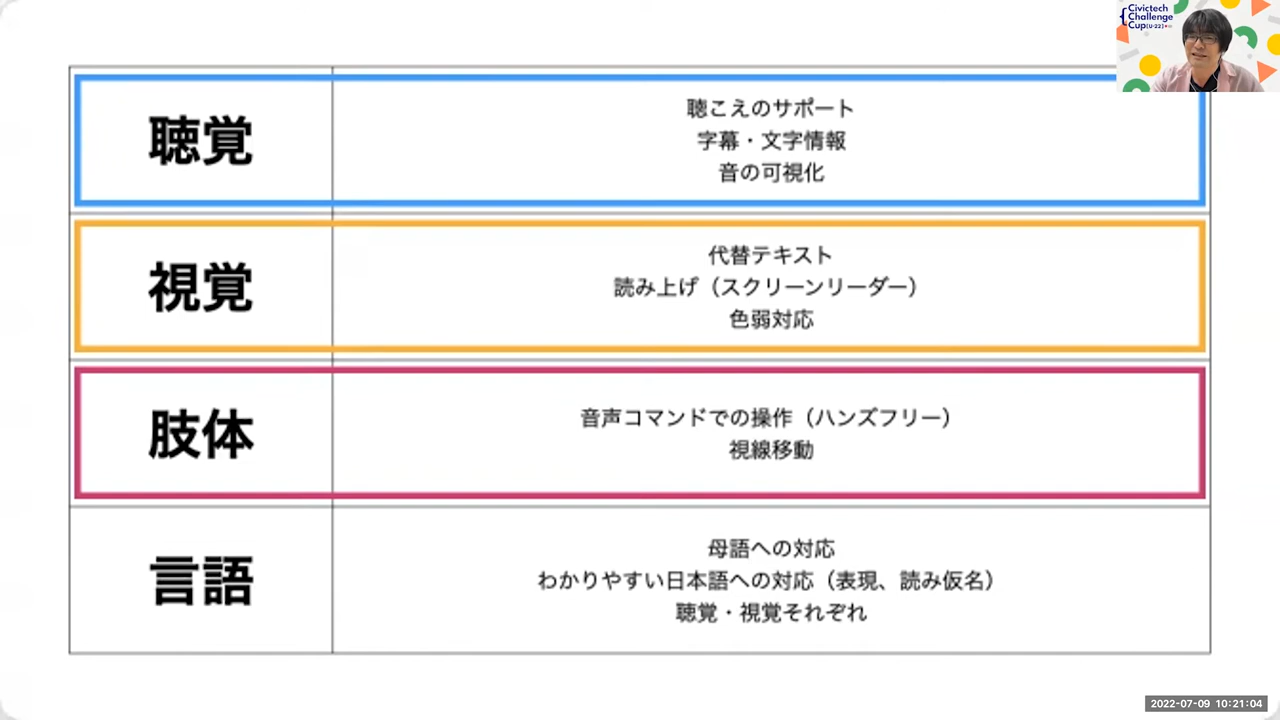 Civictech
Challenge
Cup(U-22)
聴覚
聴こえのサポート
字幕・文字情報
音の可視化
視覚
代替テキスト
読み上げ（スクリーンリーダー）
色弱対応
肢体
音声コマンドでの操作（ハンズフリー）
視線移動
言語
母語への対応
わかりやすい日本語への対応（表現、読み仮名）
聴覚・視覚それぞれ
2022-07-09 10:21:04